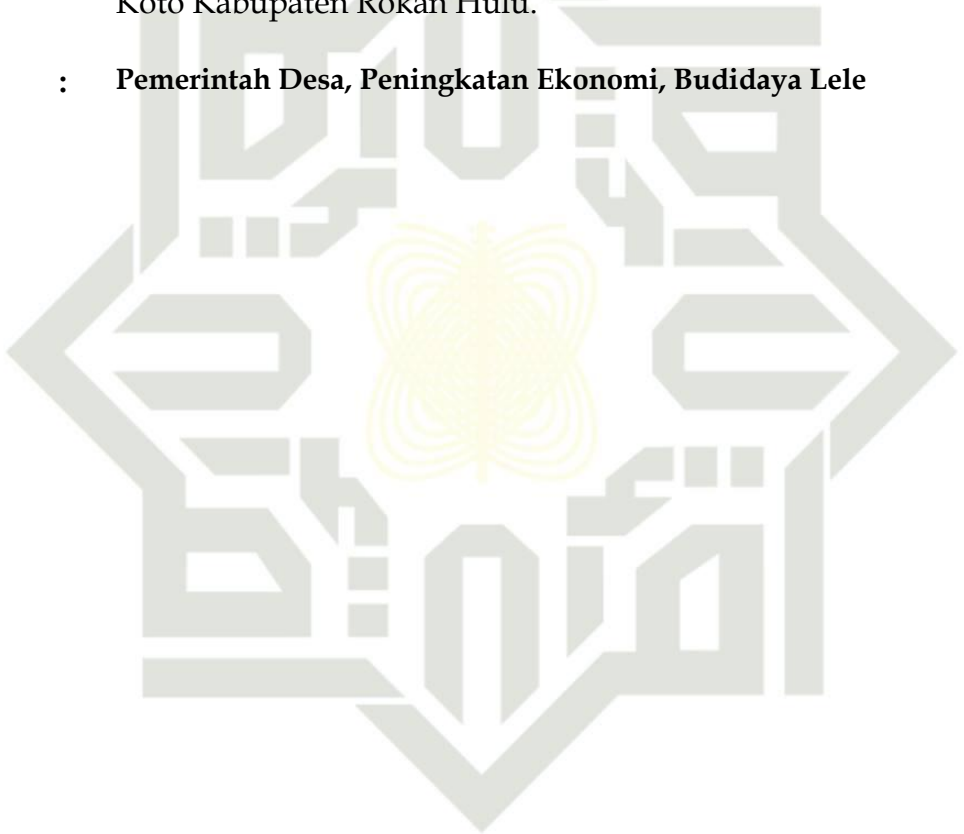 Koto Kabupaten Rokan Hulu.
: Pemerintah Desa, Peningkatan Ekonomi, Budidaya Lele